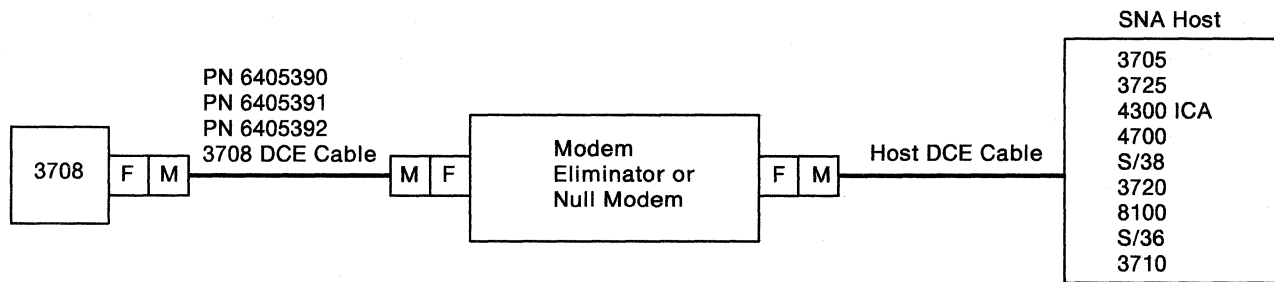 SNA Host
PN 6405390
PN 6405391
PN 6405392
3708 DCE Cable
3708
F M
M F
Modem
Eliminator or
Null Modem
F M
Host DCE Cable
3705
3725
4300 ICA
4700
S/38
3720
8100
S/36
3710